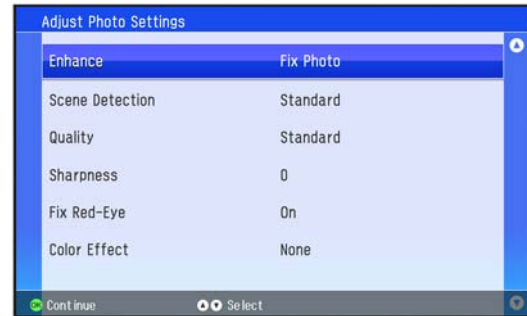 Adjust Photo Settings
Enhance Fix Photo
Scene Detection Standard
Quality Standard
Sharpness 0
Fix Red-Eye On
Color Effect None
OK Continue Select